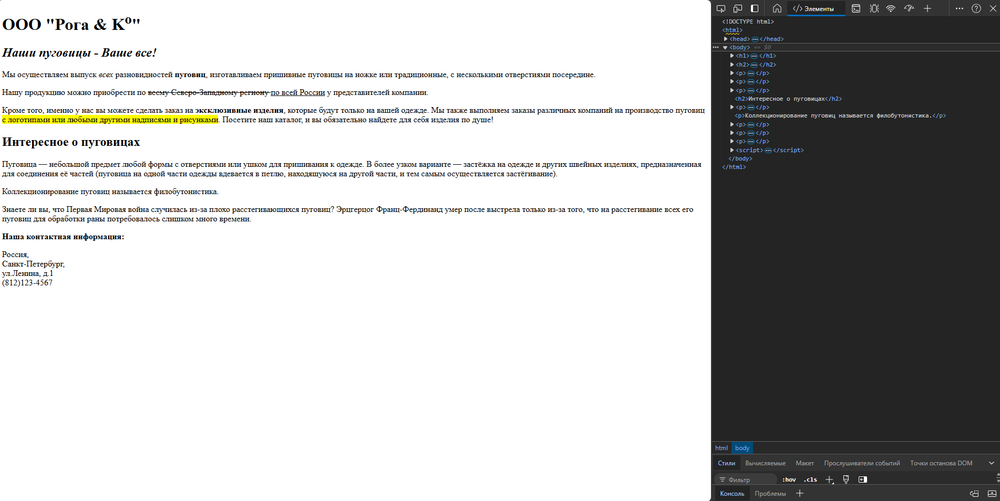 ООО "Рога & Kº"
Наши пуговицы - Ваше все!
Мы осуществляем выпуск всех разновидностей пуговиц, изготавливаем пришивные пуговицы на ножке или традиционные, с несколькими отверстиями посередине.
Нашу продукцию можно приобрести по всему Северо-Западному региону по всей России у представителей компании.
Кроме того, именно у нас вы можете сделать заказ на эксклюзивные изделия, которые будут только на вашей одежде. Мы также выполняем заказы различных компаний на производство пуговиц
с логотипами или любыми другими надписями и рисунками. Посетите наш каталог, и вы обязательно найдете для себя изделия по душе!
Интересное о пуговицах
Пуговица — небольшой предмет любой формы с отверстиями или ушком для пришивания к одежде. В более узком варианте — застёжка на одежде и других швейных изделиях, предназначенная
для соединения её частей (пуговица на одной части одежды вдевается в петлю, находящуюся на другой части, и тем самым осуществляется застёгивание).
Коллекционирование пуговиц называется филобутонистика.
Знаете ли вы, что Первая Мировая война случилась из-за плохо расстегивающихся пуговиц? Эрцгерцог Франц-Фердинанд умер после выстрела только из-за того, что на расстегивание всех его
пуговиц для обработки раны потребовалось слишком много времени.
Наша контактная информация:
Россия,
Санкт-Петербург,
ул.Ленина, д.1
(812)123-4567
</> Элементы
<!DOCTYPE html>
<html>
<head>•••</head>
••• <body> == $0
<h1>•••</h1>
<h2>•••</h2>
<p>•••</p>
<p>•••</p>
<p>•••</p>
<h2>Интересное о пуговицах</h2>
<p>•••</p>
<p>Коллекционирование пуговиц называется филобутонистика.</p>
<p>•••</p>
<p>•••</p>
<p>•••</p>
<script>•••</script>
</body>
</html>
html body
Стили Вычисляемые Макет Прослушиватели событий Точки останова DOM
Фильтр :hov .cls
Консоль Проблемы